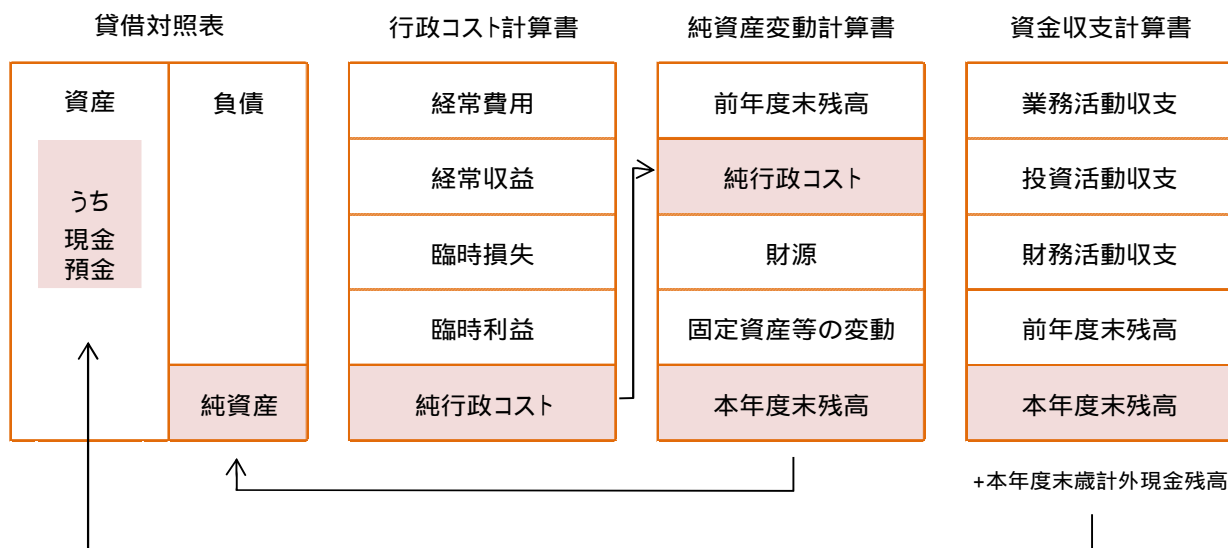 貸借対照表
行政コスト計算書
純資産変動計算書
資金収支計算書
資産
負債
うち
現金
預金
純資産
経常費用
経常収益
臨時損失
臨時利益
純行政コスト
前年度末残高
純行政コスト
財源
固定資産等の変動
本年度末残高
業務活動収支
投資活動収支
財務活動収支
前年度末残高
本年度末残高
+本年度末歳計外現金残高